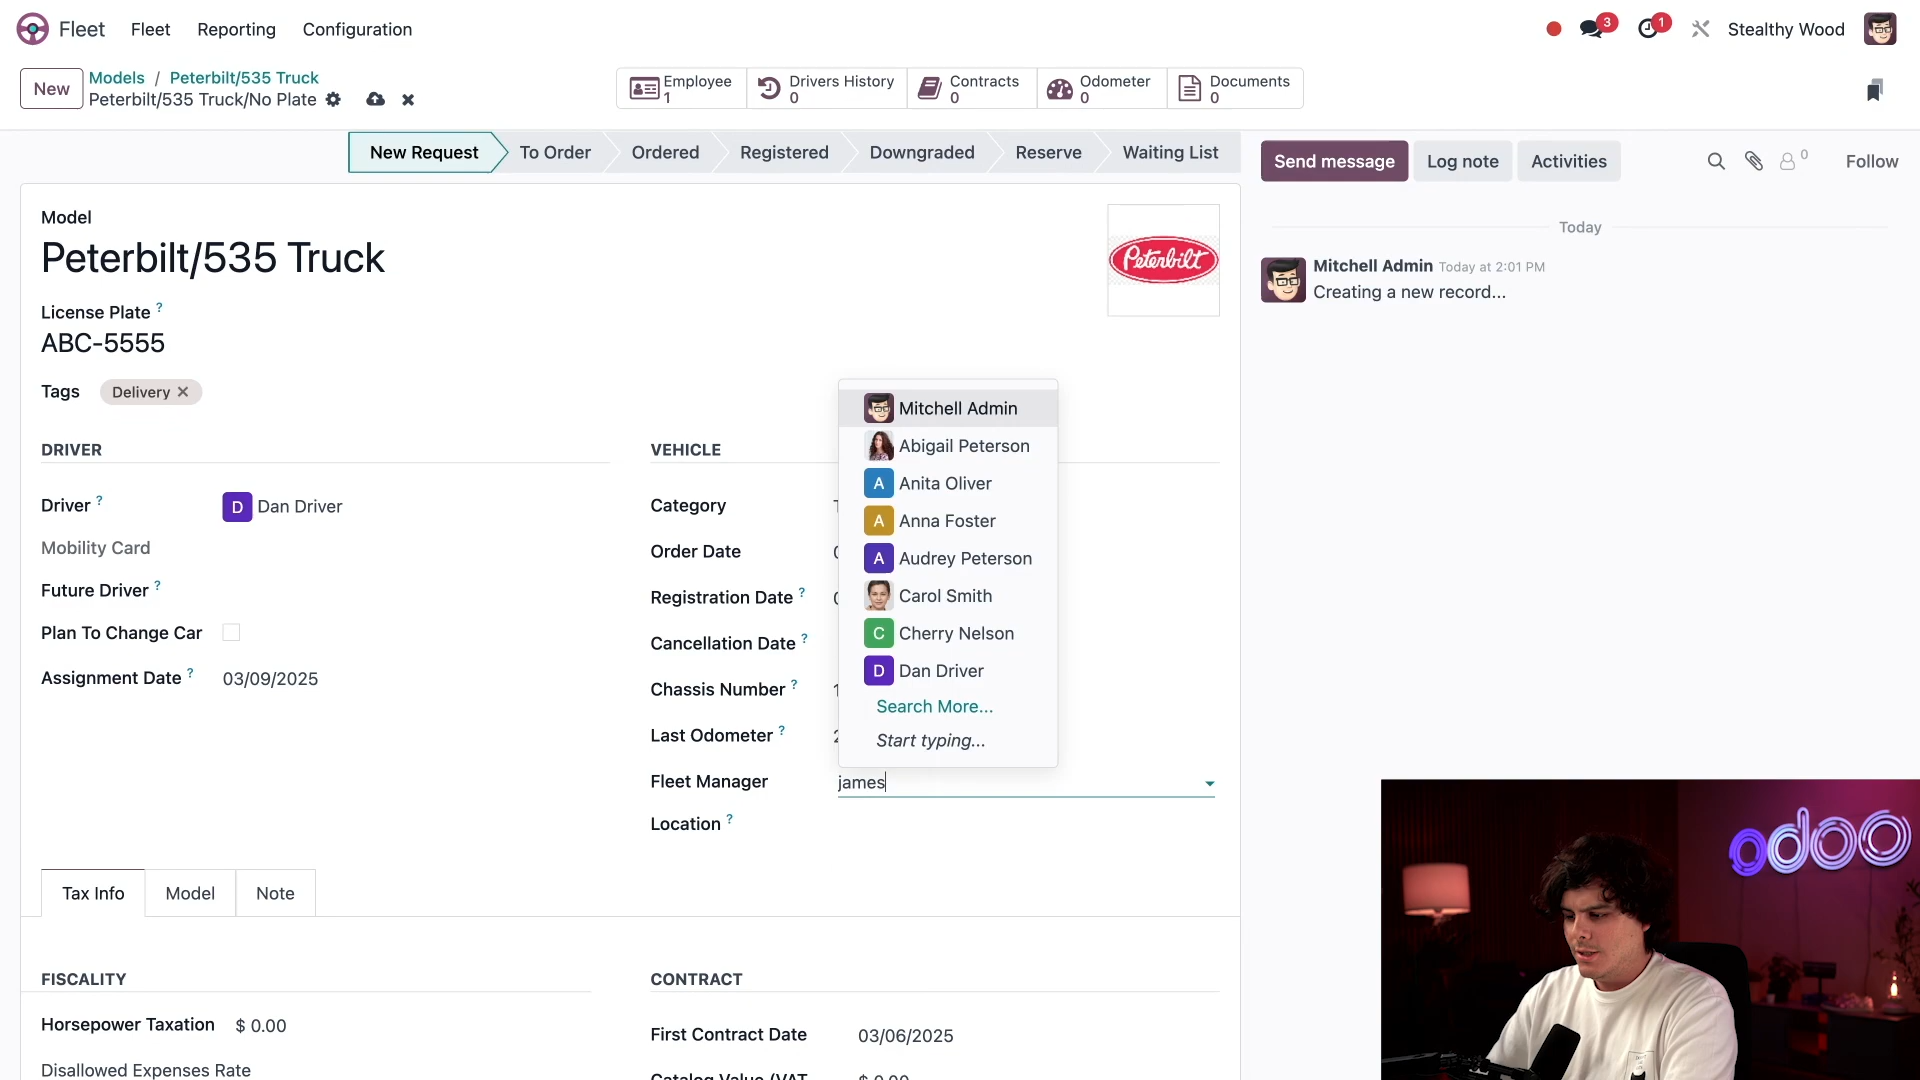 Fleet
Fleet
Reporting
Configuration
3
1
Stealthy Wood
New
Models / Peterbilt/535 Truck
Peterbilt/535 Truck/No Plate
Employee
1
Drivers History
0
Contracts
0
Odometer
0
Documents
0
New Request
To Order
Ordered
Registered
Downgraded
Reserve
Waiting List
Send message
Log note
Activities
0
Follow
Model
Peterbilt/535 Truck
Peterbilt
License Plate ?
ABC-5555
Tags
Delivery
Today
Mitchell Admin Today at 2:01 PM
Creating a new record...
DRIVER
Driver ?
D Dan Driver
Mobility Card
Future Driver ?
Plan To Change Car
Assignment Date ?
03/09/2025
VEHICLE
Category
Order Date
Registration Date ?
Cancellation Date ?
Chassis Number ?
Last Odometer ?
Fleet Manager
james
Location ?
Mitchell Admin
Abigail Peterson
A Anita Oliver
A Anna Foster
A Audrey Peterson
Carol Smith
C Cherry Nelson
D Dan Driver
Search More...
Start typing...
Tax Info
Model
Note
FISCALITY
Horsepower Taxation
$ 0.00
Disallowed Expenses Rate
CONTRACT
First Contract Date
03/06/2025
Catalog Value (VAT
$ 0.00
odoo